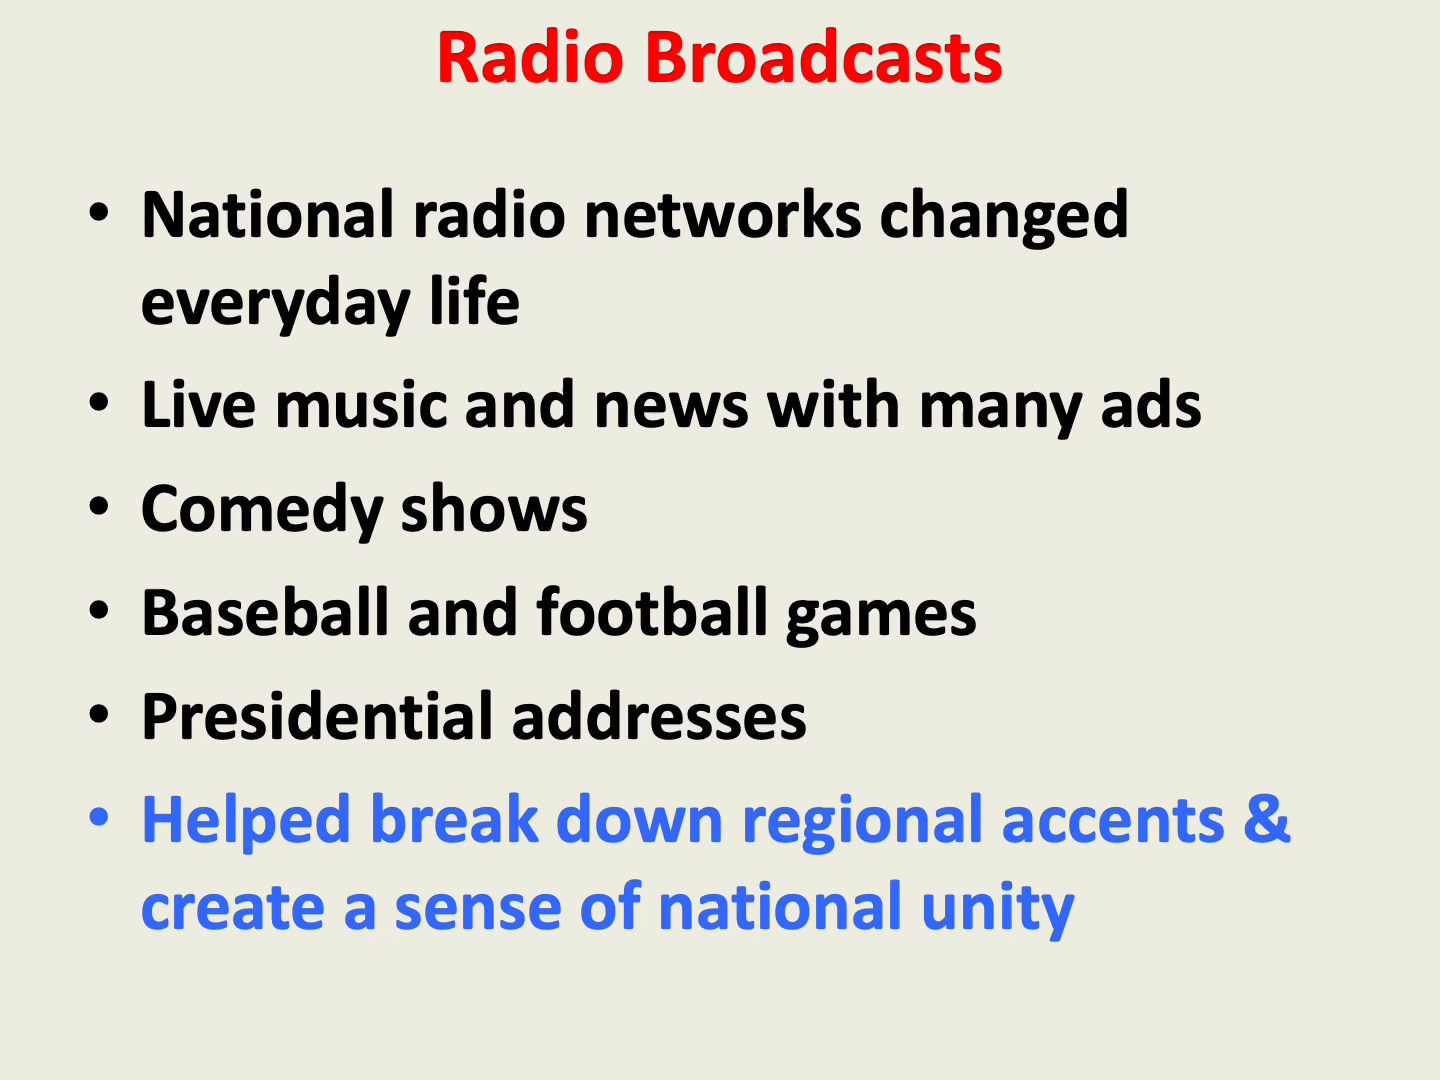 Radio Broadcasts
• National radio networks changed
everyday life
• Live music and news with many ads
• Comedy shows
• Baseball and football games
• Presidential addresses
• Helped break down regional accents &
create a sense of national unity